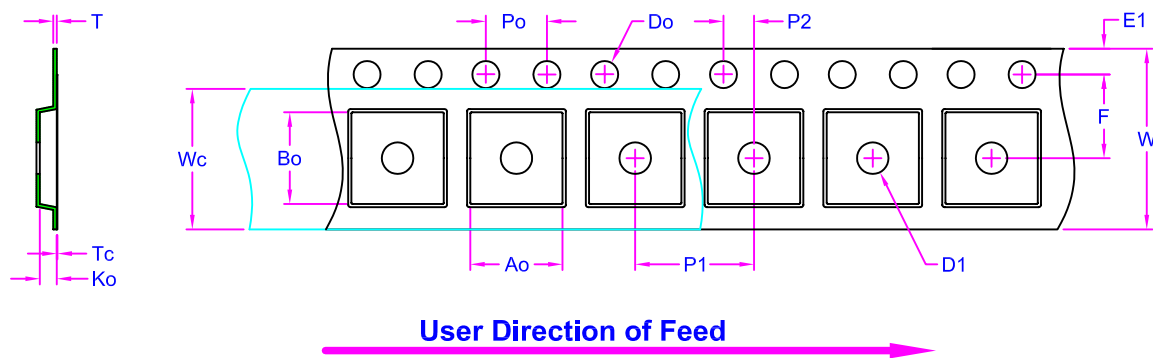 T
Po
Do
P2
E1
F
W
Wc
Bo
Tc
Ko
Ao
P1
D1
User Direction of Feed